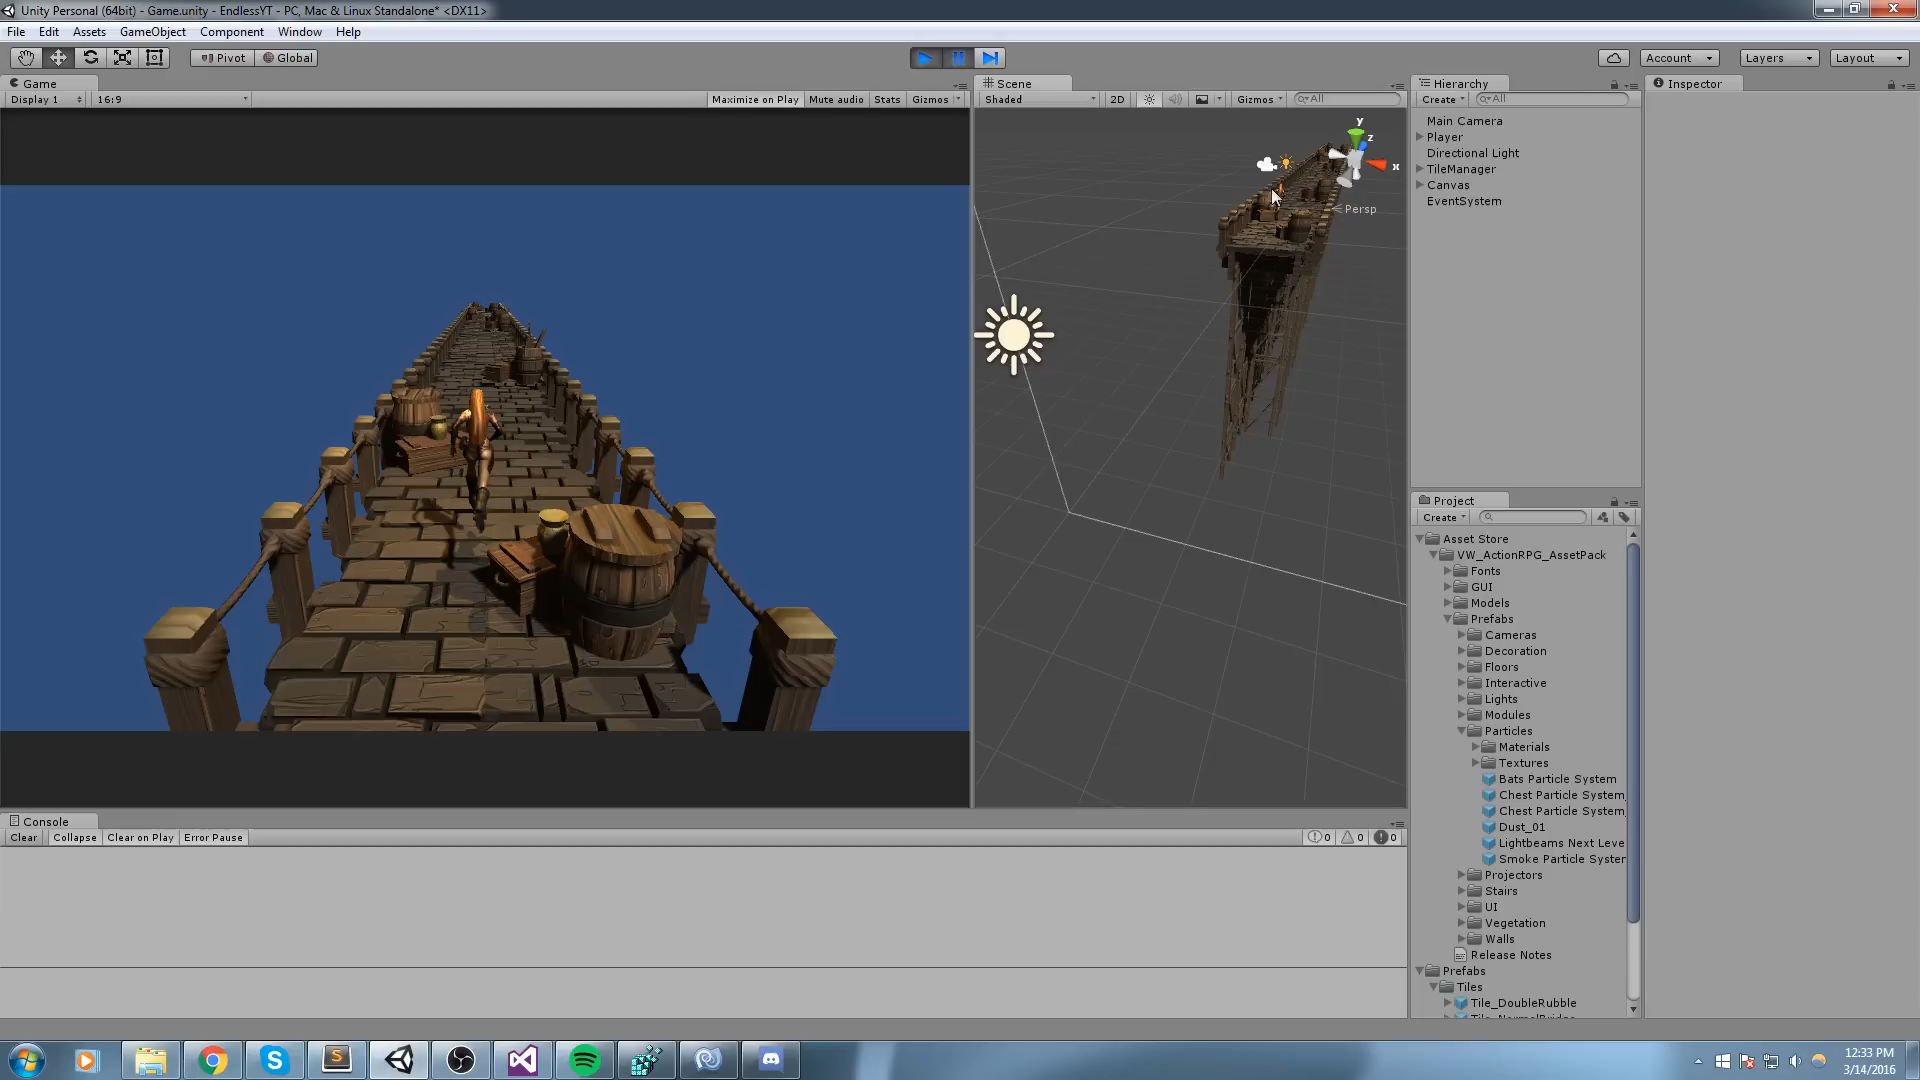 Unity Personal (64bit) - Game.unity - EndlessYT - PC, Mac & Linux Standalone* <DX11>
File Edit Assets GameObject Component Window Help
Pivot Global Account Layers Layout
Game Scene Hierarchy Inspector
Display 1 16:9 Maximize on Play Mute audio Stats Gizmos Shaded 2D Gizmos All Create All
Main Camera
Player
Directional Light
TileManager
Canvas
EventSystem
y
z
x
Persp
Project
Create
Asset Store
VW_ActionRPG_AssetPack
Fonts
GUI
Models
Prefabs
Cameras
Decoration
Floors
Interactive
Lights
Modules
Particles
Materials
Textures
Bats Particle System
Chest Particle System_
Chest Particle System_
Dust_01
Lightbeams Next Leve
Smoke Particle System
Projectors
Stairs
UI
Vegetation
Walls
Release Notes
Prefabs
Tiles
Tile_DoubleRubble
Tile_NormalBridge
Console
Clear Collapse Clear on Play Error Pause 0 0 0
12:33 PM
3/14/2016